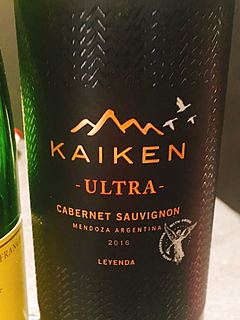 KAIKEN
-ULTRA-
CABERNET SAUVIGNON
MENDOZA ARGENTINA
2016
LEYENDA